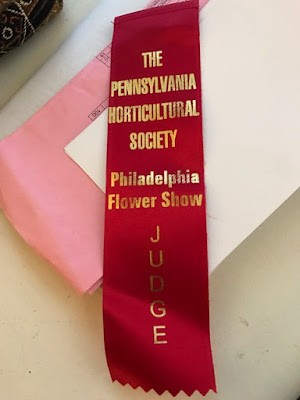 THE
PENNSYLVANIA
HORTICULTURAL
SOCIETY
Philadelphia
Flower Show
J
U
D
G
E